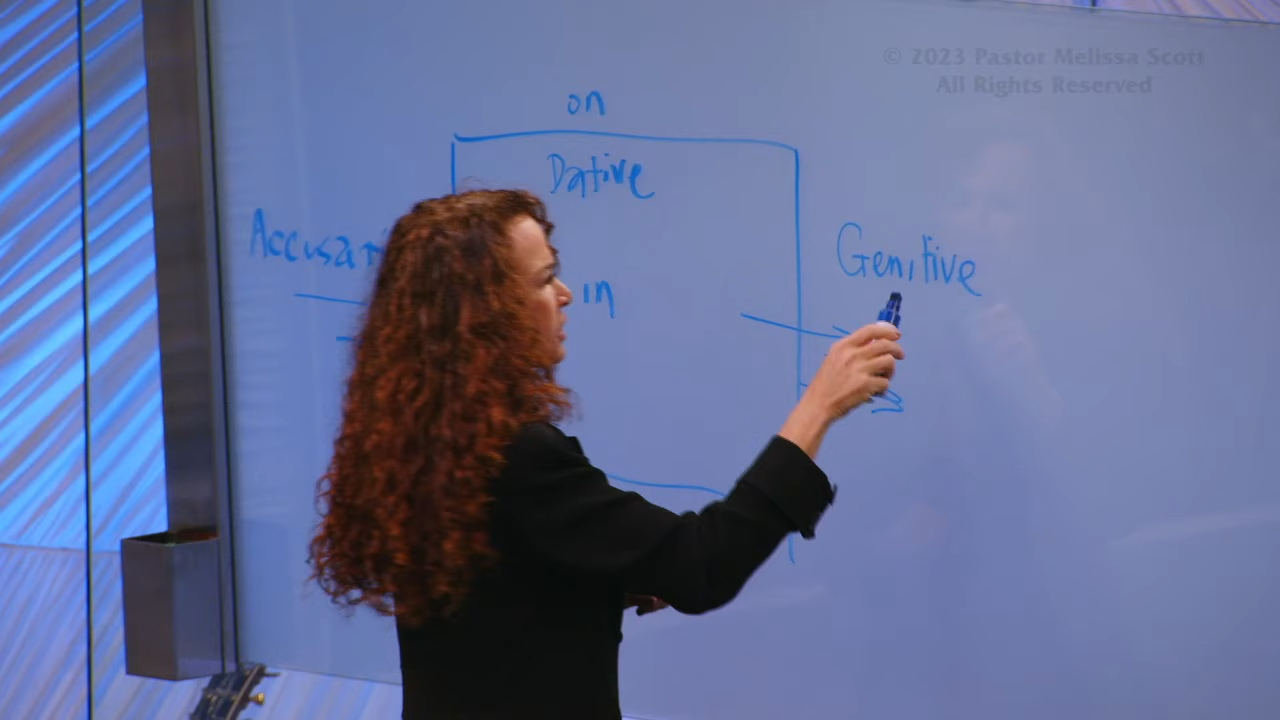 © 2023 Pastor Melissa Scott
All Rights Reserved
on
Dative
Genitive
in